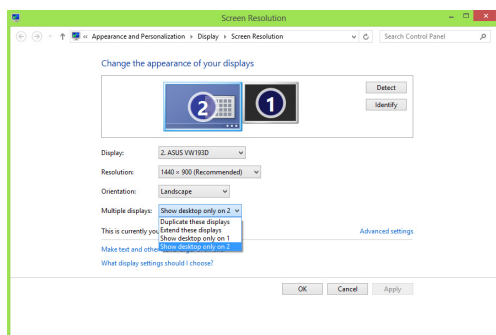 Screen Resolution
« Appearance and Personalization ▸ Display ▸ Screen Resolution
Search Control Panel
Change the appearance of your displays
2
1
Detect
Identify
Display: 2. ASUS VW193D
Resolution: 1440 × 900 (Recommended)
Orientation: Landscape
Multiple displays: Show desktop only on 2
Duplicate these displays
Extend these displays
Show desktop only on 1
Show desktop only on 2
This is currently you
Advanced settings
Make text and othe
What display settings should I choose?
OK Cancel Apply